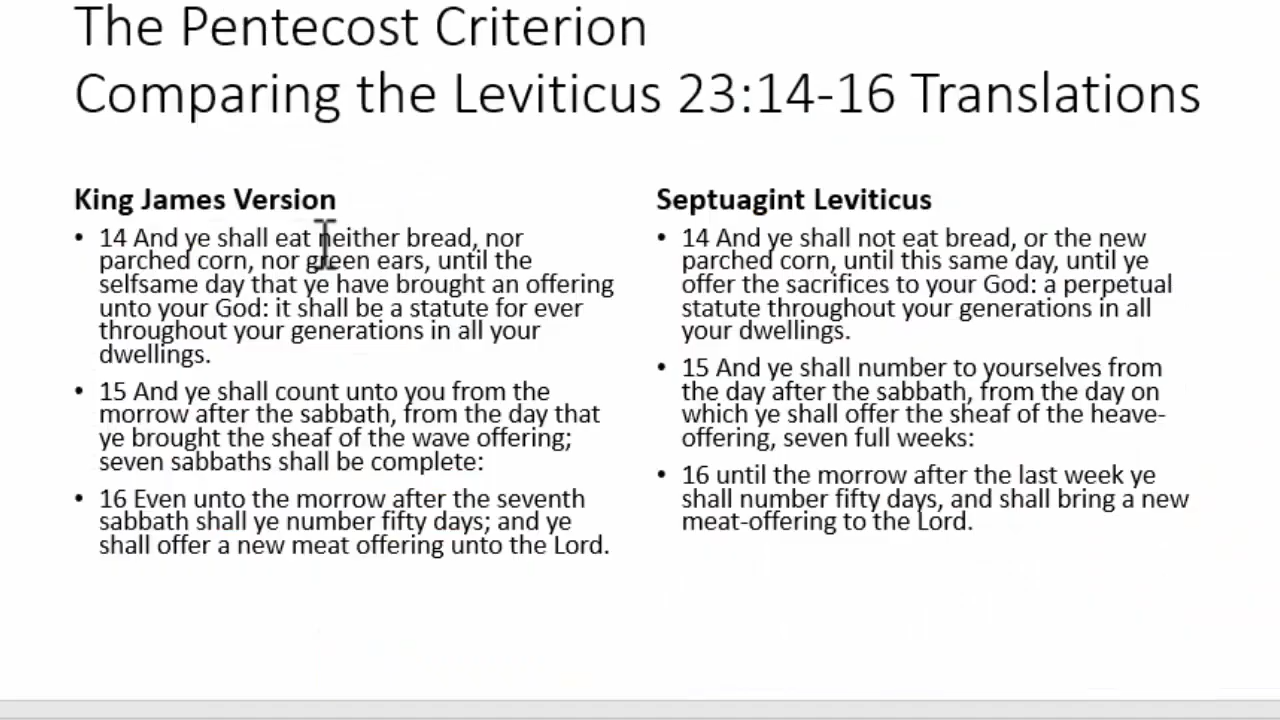 The Pentecost Criterion
Comparing the Leviticus 23:14-16 Translations
King James Version
• 14 And ye shall eat neither bread, nor
parched corn, nor green ears, until the
selfsame day that ye have brought an offering
unto your God: it shall be a statute for ever
throughout your generations in all your
dwellings.
• 15 And ye shall count unto you from the
morrow after the sabbath, from the day that
ye brought the sheaf of the wave offering;
seven sabbaths shall be complete:
• 16 Even unto the morrow after the seventh
sabbath shall ye number fifty days; and ye
shall offer a new meat offering unto the Lord.
Septuagint Leviticus
• 14 And ye shall not eat bread, or the new
parched corn, until this same day, until ye
offer the sacrifices to your God: a perpetual
statute throughout your generations in all
your dwellings.
• 15 And ye shall number to yourselves from
the day after the sabbath, from the day on
which ye shall offer the sheaf of the heave-
offering, seven full weeks:
• 16 until the morrow after the last week ye
shall number fifty days, and shall bring a new
meat-offering to the Lord.